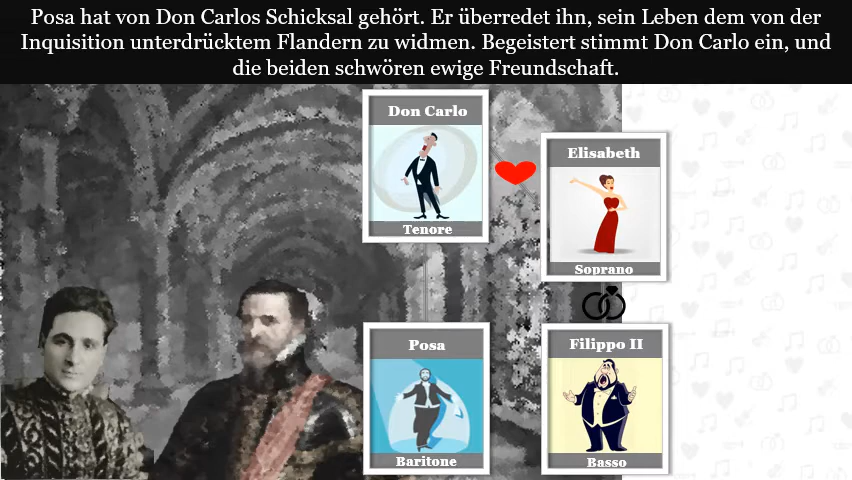 Posa hat von Don Carlos Schicksal gehört. Er überredet ihn, sein Leben dem von der
Inquisition unterdrücktem Flandern zu widmen. Begeistert stimmt Don Carlo ein, und
die beiden schwören ewige Freundschaft.
Don Carlo
Tenore
Elisabeth
Soprano
Posa
Baritone
Filippo II
Basso